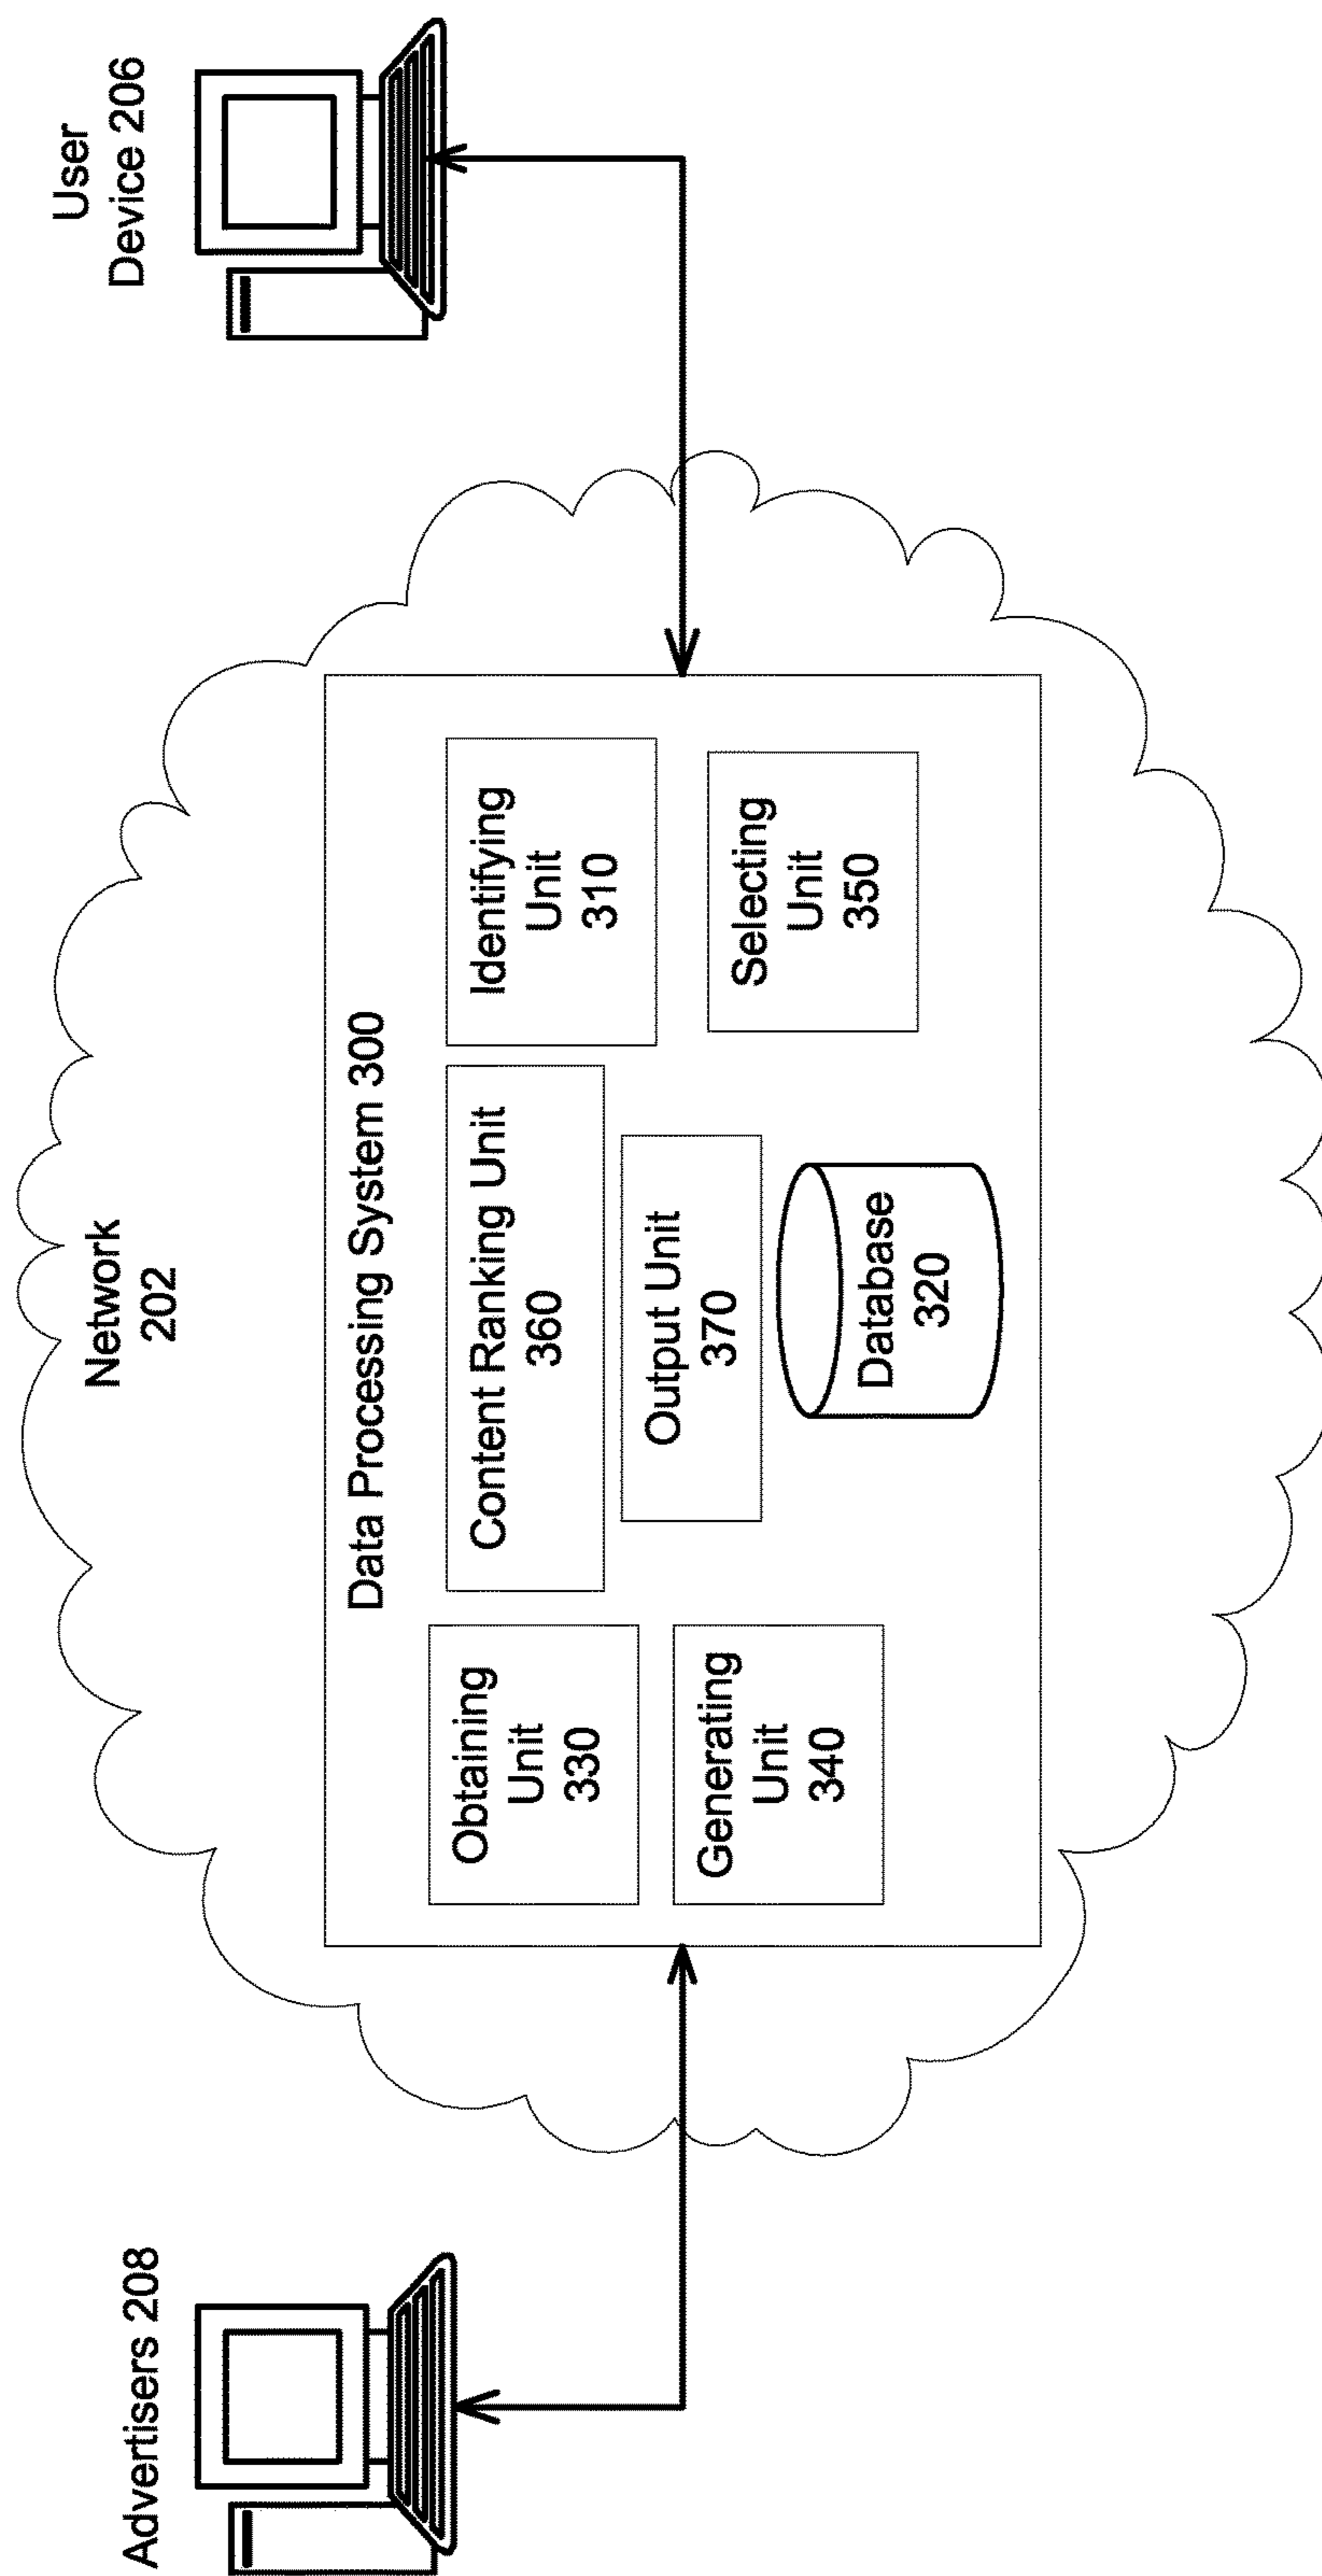 Network
202
User
Device 206
Advertisers 208
Data Processing System 300
Obtaining
Unit
330
Content Ranking Unit
360
Identifying
Unit
310
Generating
Unit
340
Output Unit
370
Selecting
Unit
350
Database
320